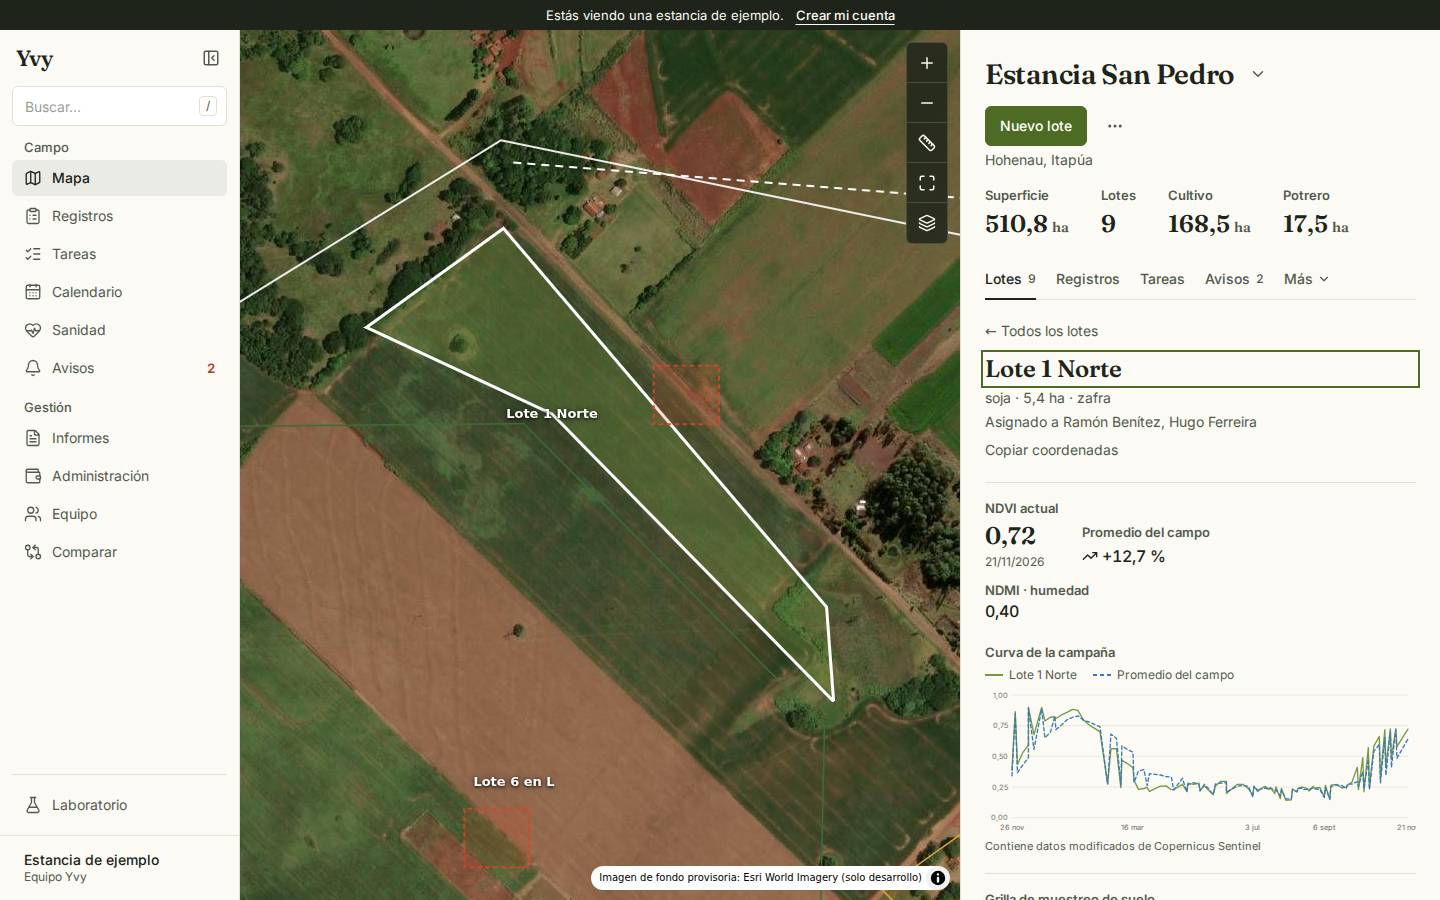 Estás viendo una estancia de ejemplo. Crear mi cuenta
Yvy
Buscar... /
Campo
Mapa
Registros
Tareas
Calendario
Sanidad
Avisos 2
Gestión
Informes
Administración
Equipo
Comparar
Laboratorio
Estancia de ejemplo
Equipo Yvy
Lote 1 Norte
Lote 6 en L
Imagen de fondo provisoria: Esri World Imagery (solo desarrollo)
Estancia San Pedro
Nuevo lote
Hohenau, Itapúa
Superficie Lotes Cultivo Potrero
510,8 ha 9 168,5 ha 17,5 ha
Lotes 9 Registros Tareas Avisos 2 Más
← Todos los lotes
Lote 1 Norte
soja · 5,4 ha · zafra
Asignado a Ramón Benítez, Hugo Ferreira
Copiar coordenadas
NDVI actual
0,72
21/11/2026
Promedio del campo
+12,7 %
NDMI · humedad
0,40
Curva de la campaña
Lote 1 Norte Promedio del campo
1,00
0,75
0,50
0,25
0,00
26 nov 16 mar 3 jul 6 sept 21 no
Contiene datos modificados de Copernicus Sentinel
Grilla de muestreo de suelo